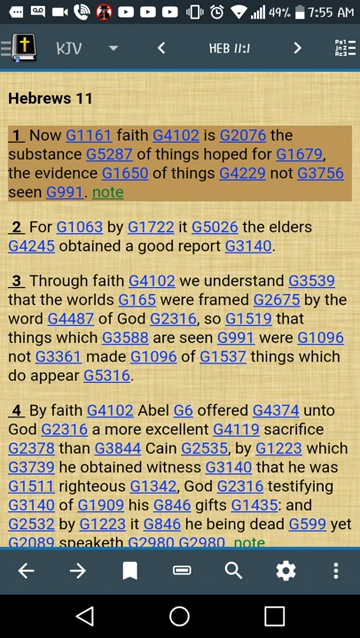 49% 7:55 AM
KJV HEB 11:1
Hebrews 11
1 Now G1161 faith G4102 is G2076 the
substance G5287 of things hoped for G1679,
the evidence G1650 of things G4229 not G3756
seen G991. note
2 For G1063 by G1722 it G5026 the elders
G4245 obtained a good report G3140.
3 Through faith G4102 we understand G3539
that the worlds G165 were framed G2675 by the
word G4487 of God G2316, so G1519 that
things which G3588 are seen G991 were G1096
not G3361 made G1096 of G1537 things which
do appear G5316.
4 By faith G4102 Abel G6 offered G4374 unto
God G2316 a more excellent G4119 sacrifice
G2378 than G3844 Cain G2535, by G1223 which
G3739 he obtained witness G3140 that he was
G1511 righteous G1342, God G2316 testifying
G3140 of G1909 his G846 gifts G1435: and
G2532 by G1223 it G846 he being dead G599 yet
G2089 speaketh G2980 G2980. note